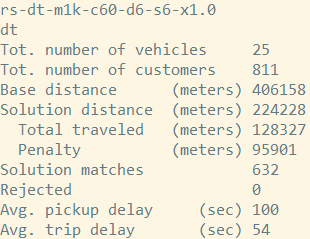 rs-dt-m1k-c60-d6-s6-x1.0
dt
Tot. number of vehicles 25
Tot. number of customers 811
Base distance (meters) 406158
Solution distance (meters) 224228
Total traveled (meters) 128327
Penalty (meters) 95901
Solution matches 632
Rejected 0
Avg. pickup delay (sec) 100
Avg. trip delay (sec) 54